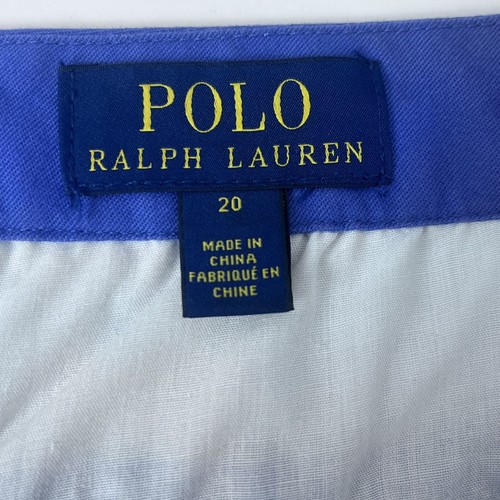 POLO
RALPH LAUREN
20
MADE IN
CHINA
FABRIQUÉ EN
CHINE